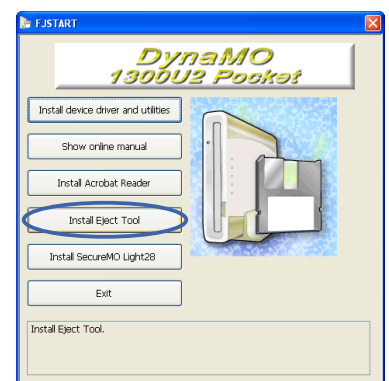 FJSTART
DynaMO
1300U2 Pocket
Install device driver and utilities
Show online manual
Install Acrobat Reader
Install Eject Tool
Install SecureMO Light28
Exit
Install Eject Tool.